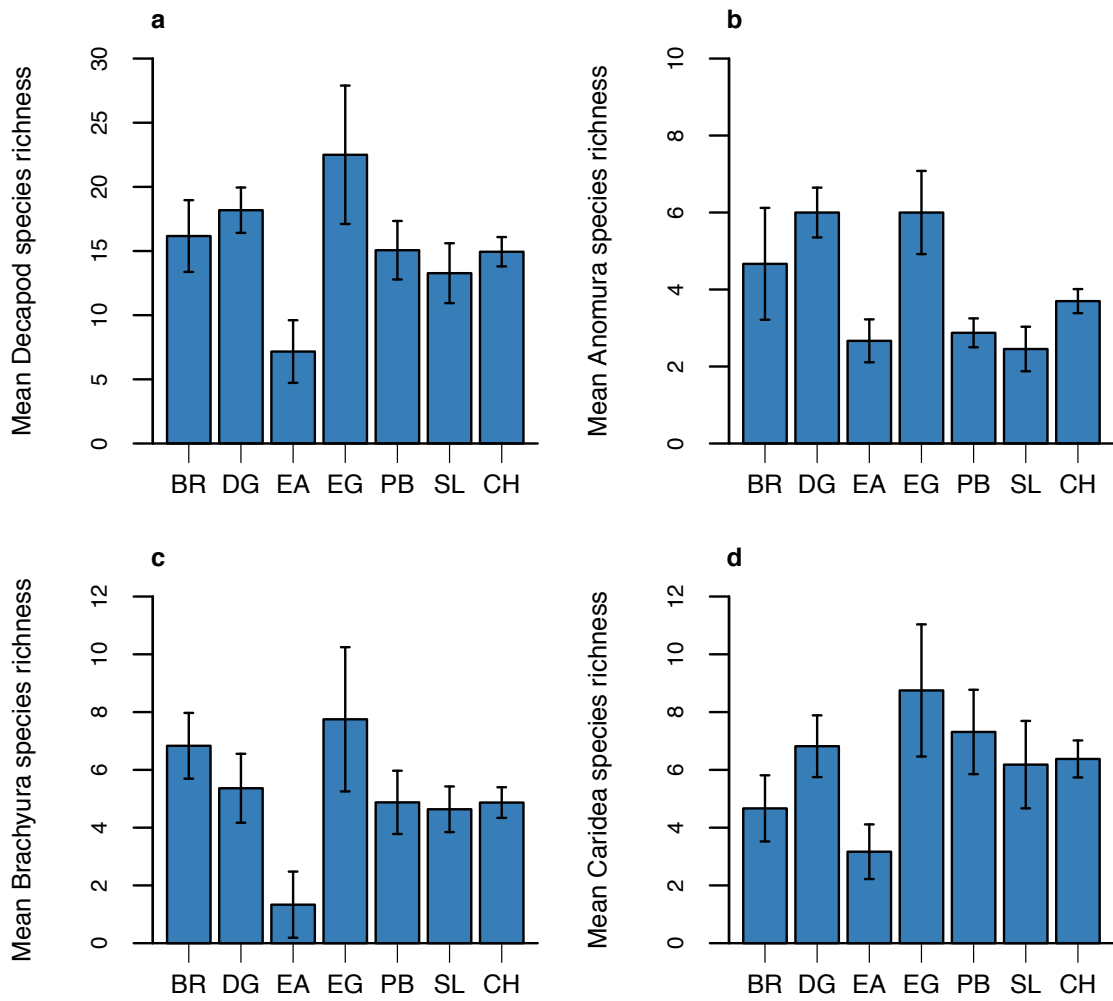 a
Mean Decapod species richness
30
25
20
15
10
5
0
BR DG EA EG PB SL CH
b
Mean Anomura species richness
10
8
6
4
2
0
BR DG EA EG PB SL CH
c
Mean Brachyura species richness
12
10
8
6
4
2
0
BR DG EA EG PB SL CH
d
Mean Caridea species richness
12
10
8
6
4
2
0
BR DG EA EG PB SL CH